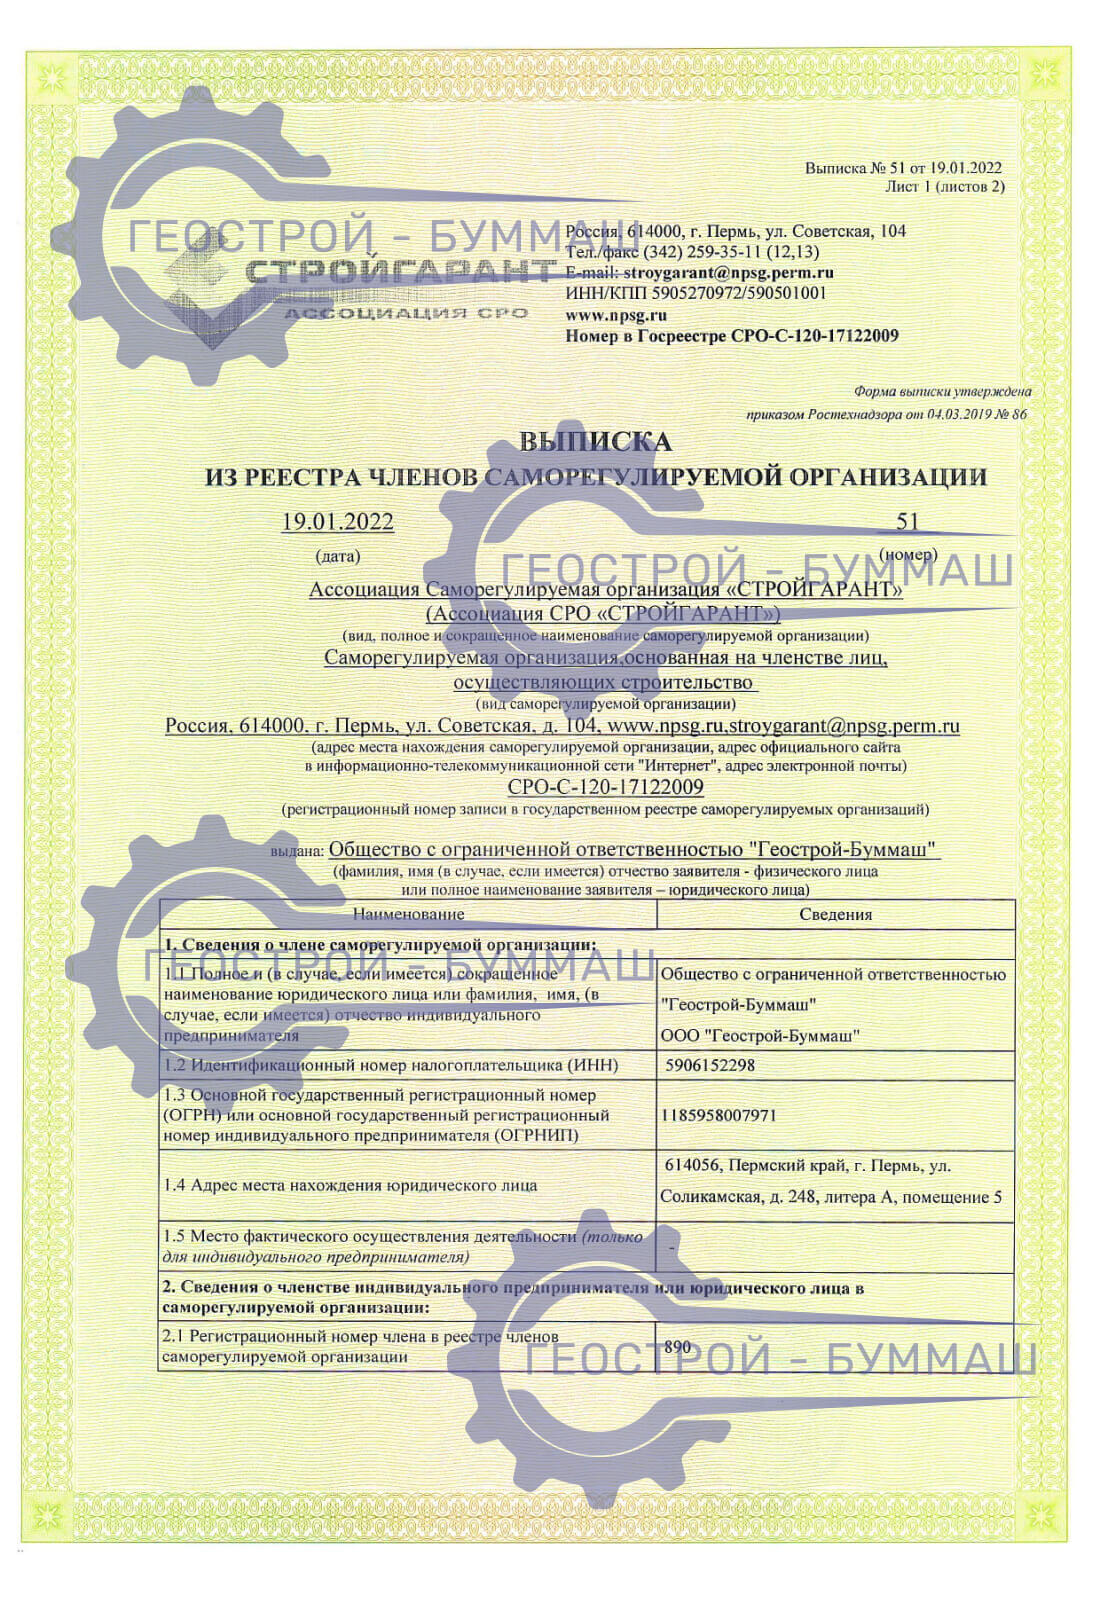 Выписка № 51 от 19.01.2022
Лист 1 (листов 2)
ГЕОСТРОЙ – БУММАШ
СТРОЙГАРАНТ
АССОЦИАЦИЯ СРО
Россия, 614000, г. Пермь, ул. Советская, 104
Тел./факс (342) 259-35-11 (12,13)
E-mail: stroygarant@npsg.perm.ru
ИНН/КПП 5905270972/590501001
www.npsg.ru
Номер в Госреестре СРО-С-120-17122009
Форма выписки утверждена
приказом Ростехнадзора от 04.03.2019 № 86
ВЫПИСКА
ИЗ РЕЕСТРА ЧЛЕНОВ САМОРЕГУЛИРУЕМОЙ ОРГАНИЗАЦИИ
19.01.2022 51
(дата) (номер)
ГЕОСТРОЙ – БУММАШ
Ассоциация Саморегулируемая организация «СТРОЙГАРАНТ»
(Ассоциация СРО «СТРОЙГАРАНТ»)
(вид, полное и сокращенное наименование саморегулируемой организации)
Саморегулируемая организация,основанная на членстве лиц,
осуществляющих строительство
(вид саморегулируемой организации)
Россия, 614000, г. Пермь, ул. Советская, д. 104, www.npsg.ru,stroygarant@npsg.perm.ru
(адрес места нахождения саморегулируемой организации, адрес официального сайта
в информационно-телекоммуникационной сети "Интернет", адрес электронной почты)
СРО-С-120-17122009
(регистрационный номер записи в государственном реестре саморегулируемых организаций)
выдана: Общество с ограниченной ответственностью "Геострой-Буммаш"
(фамилия, имя (в случае, если имеется) отчество заявителя - физического лица
или полное наименование заявителя – юридического лица)
Наименование Сведения
1. Сведения о члене саморегулируемой организации:
ГЕОСТРОЙ – БУММАШ
1.1 Полное и (в случае, если имеется) сокращенное
наименование юридического лица или фамилия, имя, (в
случае, если имеется) отчество индивидуального
предпринимателя
Общество с ограниченной ответственностью
"Геострой-Буммаш"
ООО "Геострой-Буммаш"
1.2 Идентификационный номер налогоплательщика (ИНН) 5906152298
1.3 Основной государственный регистрационный номер
(ОГРН) или основной государственный регистрационный
номер индивидуального предпринимателя (ОГРНИП)
1185958007971
1.4 Адрес места нахождения юридического лица
614056, Пермский край, г. Пермь, ул.
Соликамская, д. 248, литера А, помещение 5
1.5 Место фактического осуществления деятельности (только
для индивидуального предпринимателя)
-
2. Сведения о членстве индивидуального предпринимателя или юридического лица в
саморегулируемой организации:
2.1 Регистрационный номер члена в реестре членов
саморегулируемой организации
890
ГЕОСТРОЙ – БУММАШ